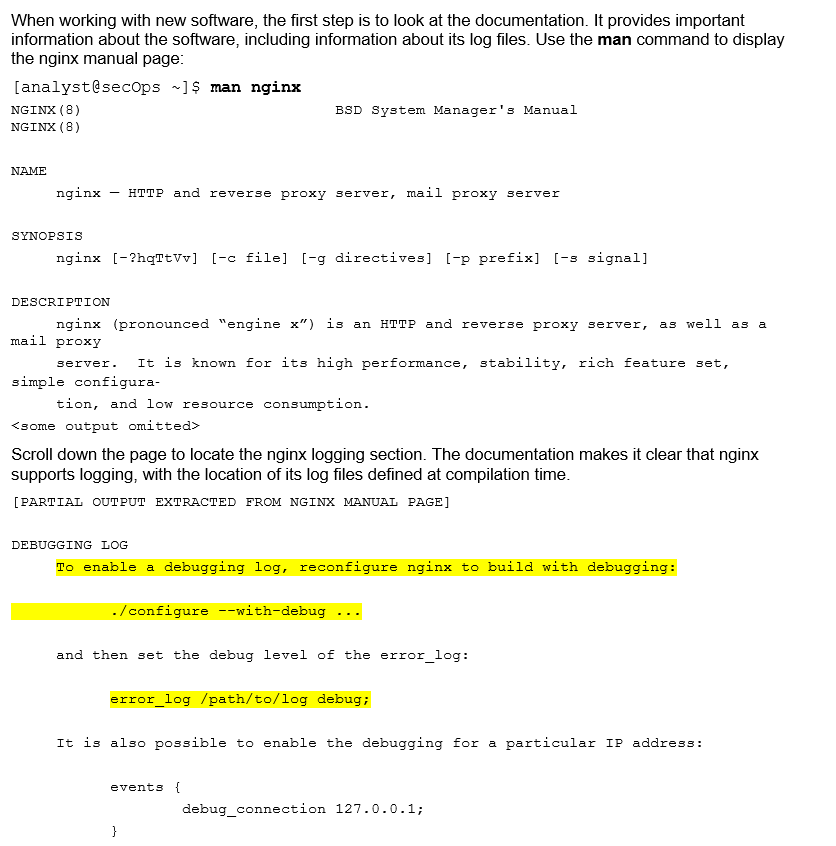 When working with new software, the first step is to look at the documentation. It provides important
information about the software, including information about its log files. Use the man command to display
the nginx manual page:
[analyst@secOps ~]$ man nginx
NGINX(8)                            BSD System Manager's Manual
NGINX(8)
NAME
     nginx — HTTP and reverse proxy server, mail proxy server
SYNOPSIS
     nginx [-?hqTtVv] [-c file] [-g directives] [-p prefix] [-s signal]
DESCRIPTION
     nginx (pronounced “engine x”) is an HTTP and reverse proxy server, as well as a
mail proxy
     server.  It is known for its high performance, stability, rich feature set,
simple configura-
     tion, and low resource consumption.
<some output omitted>
Scroll down the page to locate the nginx logging section. The documentation makes it clear that nginx
supports logging, with the location of its log files defined at compilation time.
[PARTIAL OUTPUT EXTRACTED FROM NGINX MANUAL PAGE]
DEBUGGING LOG
     To enable a debugging log, reconfigure nginx to build with debugging:
           ./configure --with-debug ...
     and then set the debug level of the error_log:
           error_log /path/to/log debug;
     It is also possible to enable the debugging for a particular IP address:
           events {
                   debug_connection 127.0.0.1;
           }